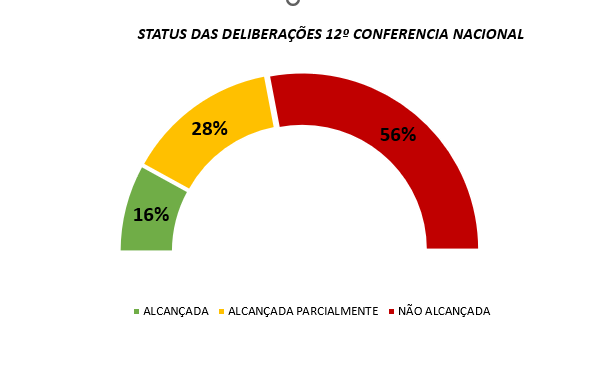 STATUS DAS DELIBERAÇÕES 12º CONFERENCIA NACIONAL
28%
56%
16%
ALCANÇADA
ALCANÇADA PARCIALMENTE
NÃO ALCANÇADA